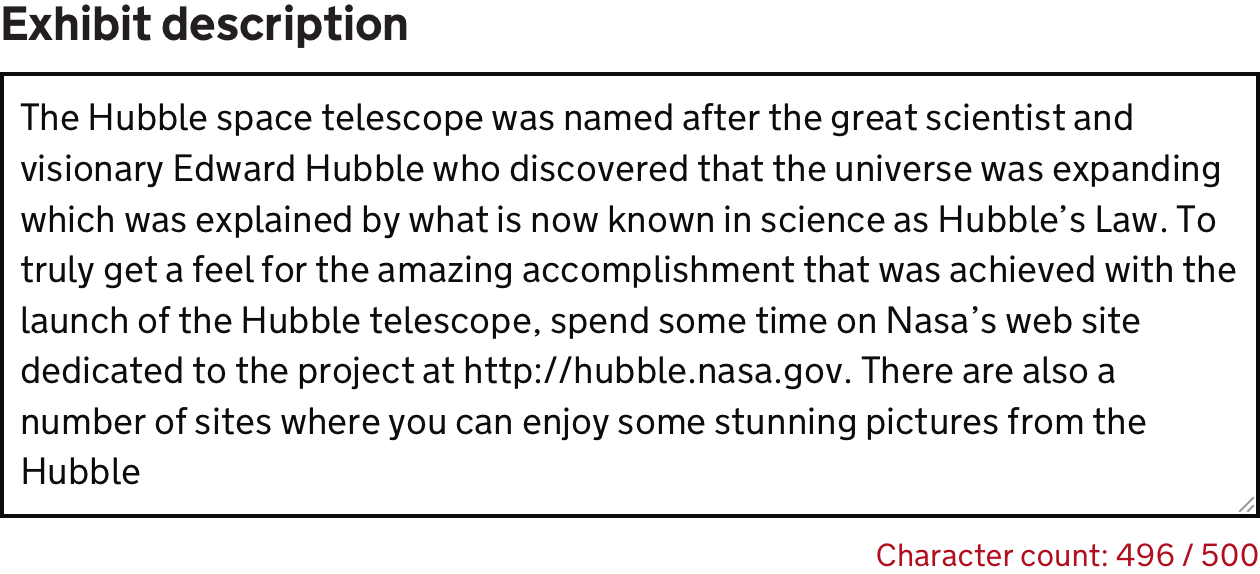 Exhibit description
The Hubble space telescope was named after the great scientist and
visionary Edward Hubble who discovered that the universe was expanding
which was explained by what is now known in science as Hubble’s Law. To
truly get a feel for the amazing accomplishment that was achieved with the
launch of the Hubble telescope, spend some time on Nasa’s web site
dedicated to the project at http://hubble.nasa.gov. There are also a
number of sites where you can enjoy some stunning pictures from the
Hubble
Character count: 496 / 500